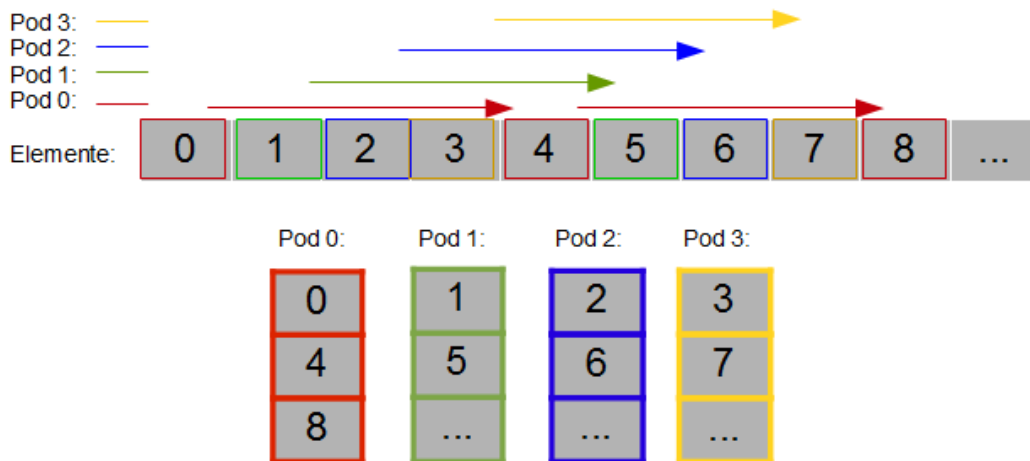 Pod 3:
Pod 2:
Pod 1:
Pod 0:
Elemente: 0 1 2 3 4 5 6 7 8 ...
Pod 0: Pod 1: Pod 2: Pod 3:
0 1 2 3
4 5 6 7
8 ... ... ...